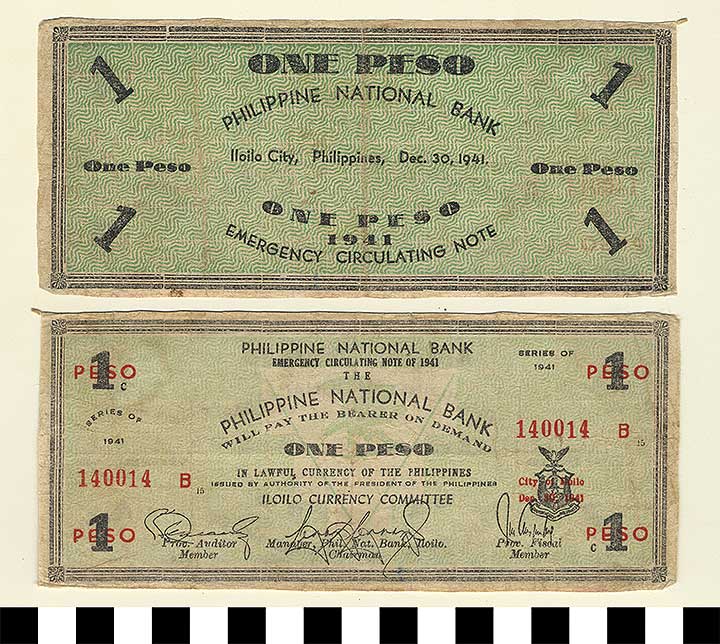 ONE PESO
1 1
PHILIPPINE NATIONAL BANK
Iloilo City, Philippines, Dec. 30, 1941.
One Peso One Peso
ONE PESO
1 1
1941
EMERGENCY CIRCULATING NOTE
PHILIPPINE NATIONAL BANK
EMERGENCY CIRCULATING NOTE OF 1941
SERIES OF
1941
THE
1 PESO C
1 PESO
PHILIPPINE NATIONAL BANK
WILL PAY THE BEARER ON DEMAND
SERIES OF
1941
140014 B 15
ONE PESO
140014 B 15
IN LAWFUL CURRENCY OF THE PHILIPPINES
ISSUED BY AUTHORITY OF THE PRESIDENT OF THE PHILIPPINES
ILOILO CURRENCY COMMITTEE
City of Iloilo
Dec. 30, 1941
1 PESO
C 1 PESO
Prov. Auditor
Member
Manager, Phil. Nat. Bank, Iloilo.
Chairman
Prov. Fiscal
Member